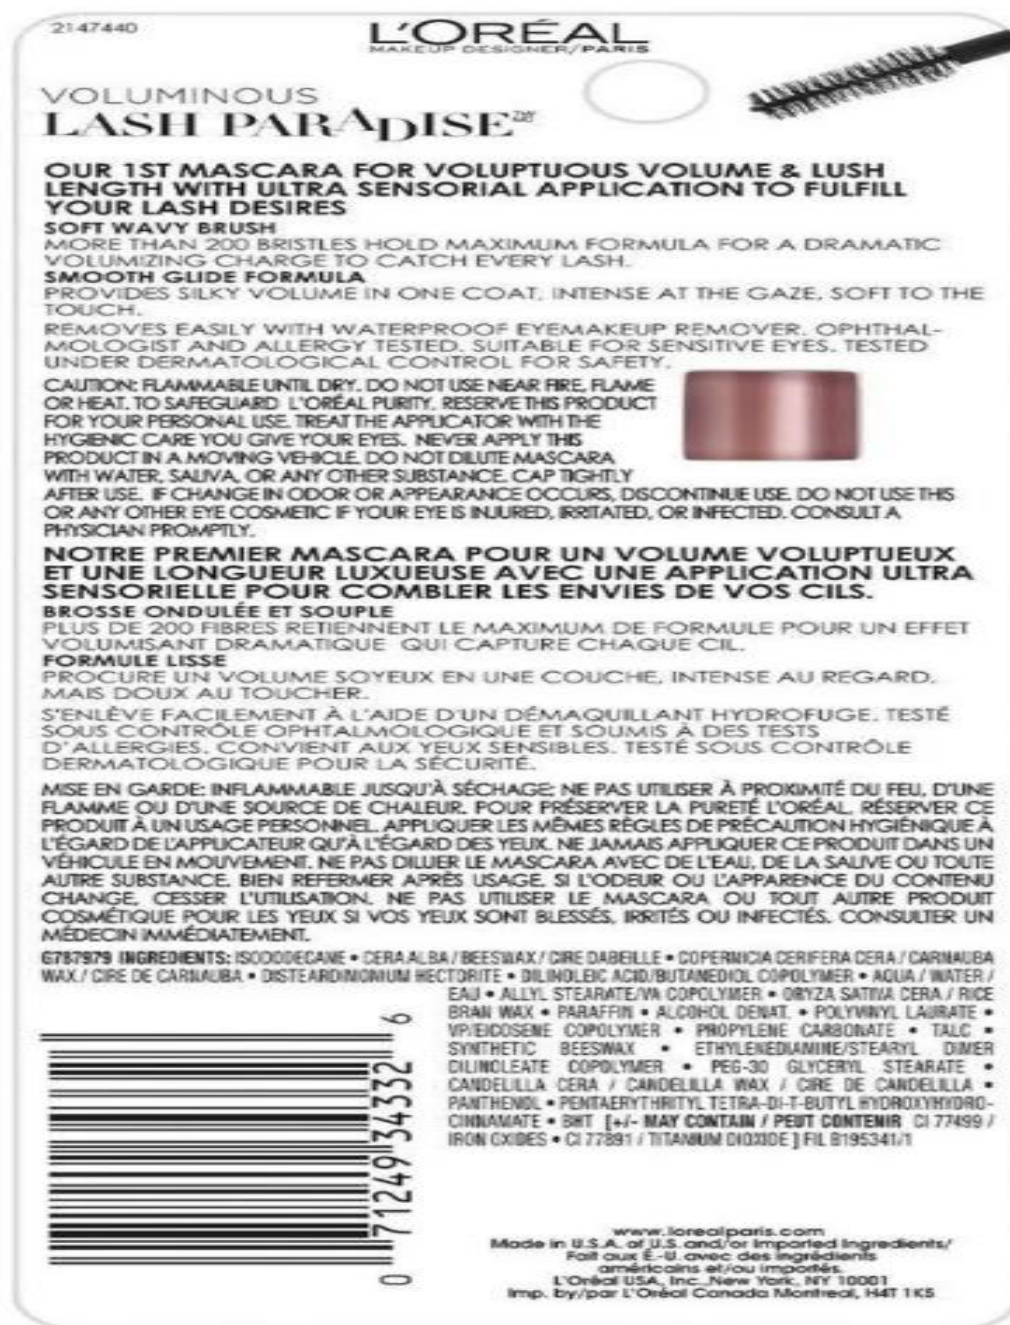 2147440
L'ORÉAL
MAKEUP DESIGNER/PARIS
VOLUMINOUS
LASH PARADISE™
OUR 1ST MASCARA FOR VOLUPTUOUS VOLUME & LUSH
LENGTH WITH ULTRA SENSORIAL APPLICATION TO FULFILL
YOUR LASH DESIRES
SOFT WAVY BRUSH
MORE THAN 200 BRISTLES HOLD MAXIMUM FORMULA FOR A DRAMATIC
VOLUMIZING CHARGE TO CATCH EVERY LASH.
SMOOTH GLIDE FORMULA
PROVIDES SILKY VOLUME IN ONE COAT, INTENSE AT THE GAZE, SOFT TO THE
TOUCH.
REMOVES EASILY WITH WATERPROOF EYEMAKEUP REMOVER. OPHTHAL-
MOLOGIST AND ALLERGY TESTED. SUITABLE FOR SENSITIVE EYES. TESTED
UNDER DERMATOLOGICAL CONTROL FOR SAFETY.
CAUTION: FLAMMABLE UNTIL DRY. DO NOT USE NEAR FIRE, FLAME
OR HEAT. TO SAFEGUARD L'ORÉAL PURITY, RESERVE THIS PRODUCT
FOR YOUR PERSONAL USE. TREAT THE APPLICATOR WITH THE
HYGIENIC CARE YOU GIVE YOUR EYES. NEVER APPLY THIS
PRODUCT IN A MOVING VEHICLE. DO NOT DILUTE MASCARA
WITH WATER, SALIVA, OR ANY OTHER SUBSTANCE. CAP TIGHTLY
AFTER USE. IF CHANGE IN ODOR OR APPEARANCE OCCURS, DISCONTINUE USE. DO NOT USE THIS
OR ANY OTHER EYE COSMETIC IF YOUR EYE IS INJURED, IRRITATED, OR INFECTED. CONSULT A
PHYSICIAN PROMPTLY.
NOTRE PREMIER MASCARA POUR UN VOLUME VOLUPTUEUX
ET UNE LONGUEUR LUXUEUSE AVEC UNE APPLICATION ULTRA
SENSORIELLE POUR COMBLER LES ENVIES DE VOS CILS.
BROSSE ONDULÉE ET SOUPLE
PLUS DE 200 FIBRES RETIENNENT LE MAXIMUM DE FORMULE POUR UN EFFET
VOLUMISANT DRAMATIQUE QUI CAPTURE CHAQUE CIL.
FORMULE LISSE
PROCURE UN VOLUME SOYEUX EN UNE COUCHE, INTENSE AU REGARD,
MAIS DOUX AU TOUCHER.
S'ENLÈVE FACILEMENT À L'AIDE D'UN DÉMAQUILLANT HYDROFUGE. TESTÉ
SOUS CONTRÔLE OPHTALMOLOGIQUE ET SOUMIS À DES TESTS
D'ALLERGIES. CONVIENT AUX YEUX SENSIBLES. TESTÉ SOUS CONTRÔLE
DERMATOLOGIQUE POUR LA SÉCURITÉ.
MISE EN GARDE: INFLAMMABLE JUSQU'À SÉCHAGE; NE PAS UTILISER À PROXIMITÉ DU FEU, D'UNE
FLAMME OU D'UNE SOURCE DE CHALEUR. POUR PRÉSERVER LA PURETÉ L'ORÉAL, RÉSERVER CE
PRODUIT À UN USAGE PERSONNEL. APPLIQUER LES MÊMES RÈGLES DE PRÉCAUTION HYGIÉNIQUE À
L'ÉGARD DE L'APPLICATEUR QU'À L'ÉGARD DES YEUX. NE JAMAIS APPLIQUER CE PRODUIT DANS UN
VÉHICULE EN MOUVEMENT. NE PAS DILUER LE MASCARA AVEC DE L'EAU, DE LA SALIVE OU TOUTE
AUTRE SUBSTANCE. BIEN REFERMER APRÈS USAGE. SI L'ODEUR OU L'APPARENCE DU CONTENU
CHANGE, CESSER L'UTILISATION. NE PAS UTILISER LE MASCARA OU TOUT AUTRE PRODUIT
COSMÉTIQUE POUR LES YEUX SI VOS YEUX SONT BLESSÉS, IRRITÉS OU INFECTÉS. CONSULTER UN
MÉDECIN IMMÉDIATEMENT.
G787979 INGREDIENTS: ISODODECANE • CERA ALBA / BEESWAX / CIRE DABEILLE • COPERNICIA CERIFERA CERA / CARNAUBA
WAX / CIRE DE CARNAUBA • DISTEARDIMONIUM HECTORITE • DILINOLEIC ACID/BUTANEDIOL COPOLYMER • AQUA / WATER /
EAU • ALLYL STEARATE/VA COPOLYMER • ORYZA SATIVA CERA / RICE
BRAN WAX • PARAFFIN • ALCOHOL DENAT. • POLYVINYL LAURATE •
VP/EICOSENE COPOLYMER • PROPYLENE CARBONATE • TALC •
SYNTHETIC BEESWAX • ETHYLENEDIAMINE/STEARYL DIMER
DILINOLEATE COPOLYMER • PEG-30 GLYCERYL STEARATE •
CANDELILLA CERA / CANDELILLA WAX / CIRE DE CANDELILLA •
PANTHENOL • PENTAERYTHRITYL TETRA-DI-T-BUTYL HYDROXYHYDRO-
CINNAMATE • BHT [+/- MAY CONTAIN / PEUT CONTENIR CI 77499 /
IRON OXIDES • CI 77891 / TITANIUM DIOXIDE ] FIL B195341/1
0 71249 34332 6
www.lorealparis.com
Made in U.S.A. of U.S. and/or Imported Ingredients/
Fait aux É.-U. avec des ingrédients
américains et/ou importés.
L'Oréal USA, Inc., New York, NY 10001
Imp. by/par L'Oréal Canada Montreal, H4T 1K5